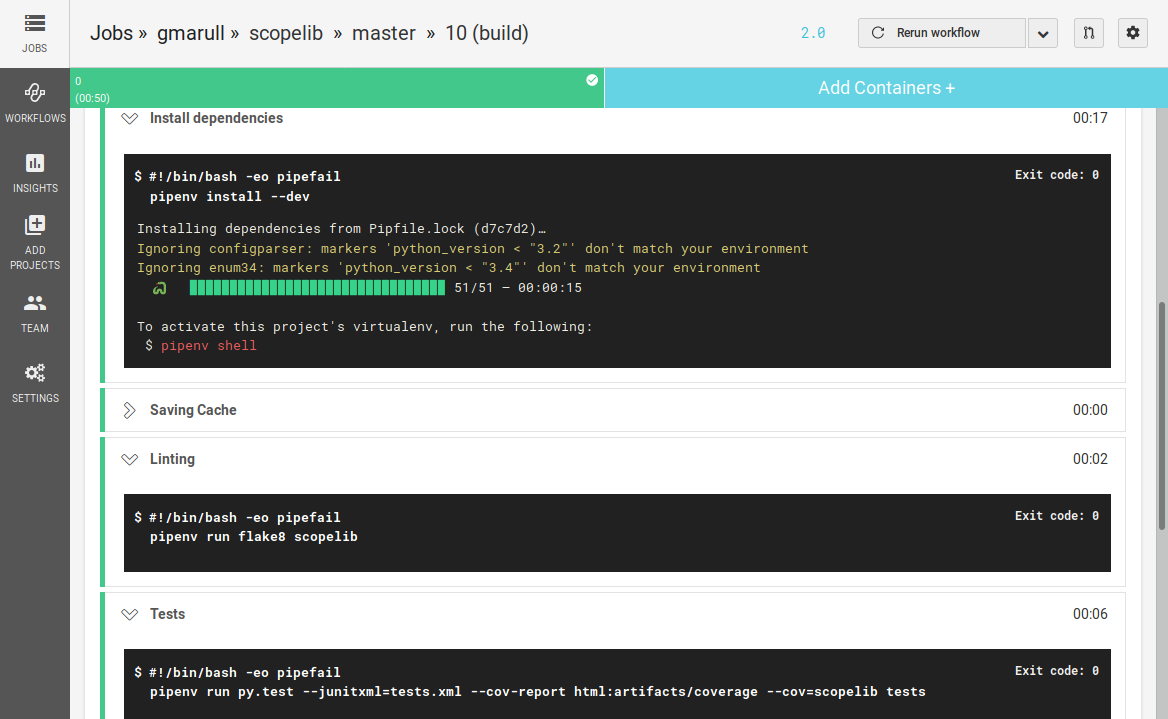 JOBS
WORKFLOWS
INSIGHTS
ADD
PROJECTS
TEAM
SETTINGS
Jobs » gmarull » scopelib » master » 10 (build)
2.0
Rerun workflow
0
(00:50)
Add Containers +
Install dependencies
00:17
$ #!/bin/bash -eo pipefail
Exit code: 0
pipenv install --dev
Installing dependencies from Pipfile.lock (d7c7d2)…
Ignoring configparser: markers 'python_version < "3.2"' don't match your environment
Ignoring enum34: markers 'python_version < "3.4"' don't match your environment
51/51 — 00:00:15
To activate this project's virtualenv, run the following:
$ pipenv shell
Saving Cache
00:00
Linting
00:02
$ #!/bin/bash -eo pipefail
Exit code: 0
pipenv run flake8 scopelib
Tests
00:06
$ #!/bin/bash -eo pipefail
Exit code: 0
pipenv run py.test --junitxml=tests.xml --cov-report html:artifacts/coverage --cov=scopelib tests